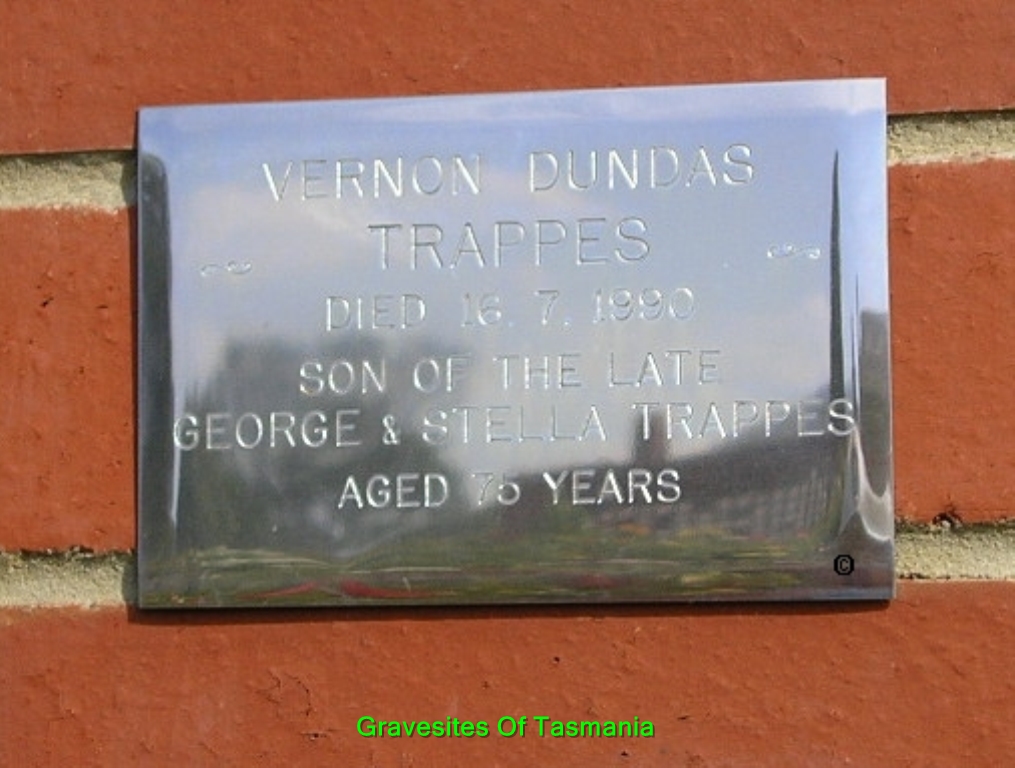 VERNON DUNDAS
TRAPPES
DIED 16. 7. 1990
SON OF THE LATE
GEORGE & STELLA TRAPPES
AGED 75 YEARS
©
Gravesites Of Tasmania